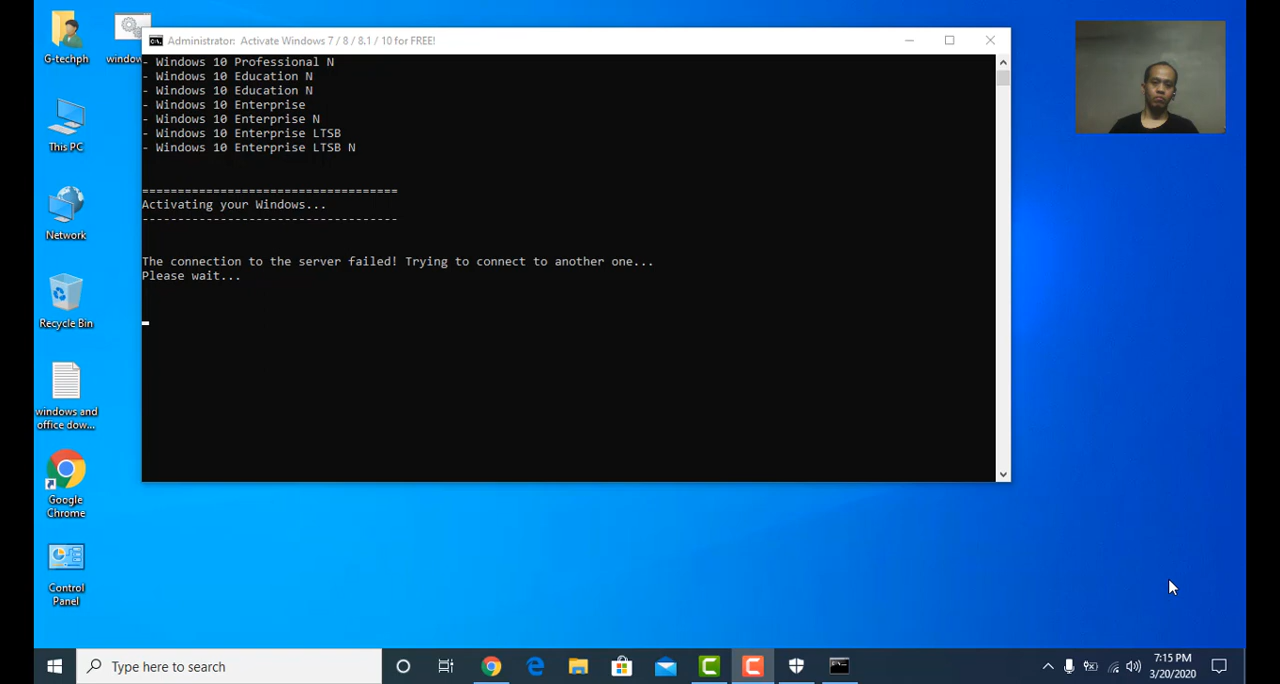 G-techph
window
Administrator: Activate Windows 7 / 8 / 8.1 / 10 for FREE!
- Windows 10 Professional N
- Windows 10 Education N
- Windows 10 Education N
- Windows 10 Enterprise
- Windows 10 Enterprise N
- Windows 10 Enterprise LTSB
- Windows 10 Enterprise LTSB N
===================================
Activating your Windows...
-----------------------------------
The connection to the server failed! Trying to connect to another one...
Please wait...
This PC
Network
Recycle Bin
windows and
office dow...
Google
Chrome
Control
Panel
Type here to search
7:15 PM
3/20/2020